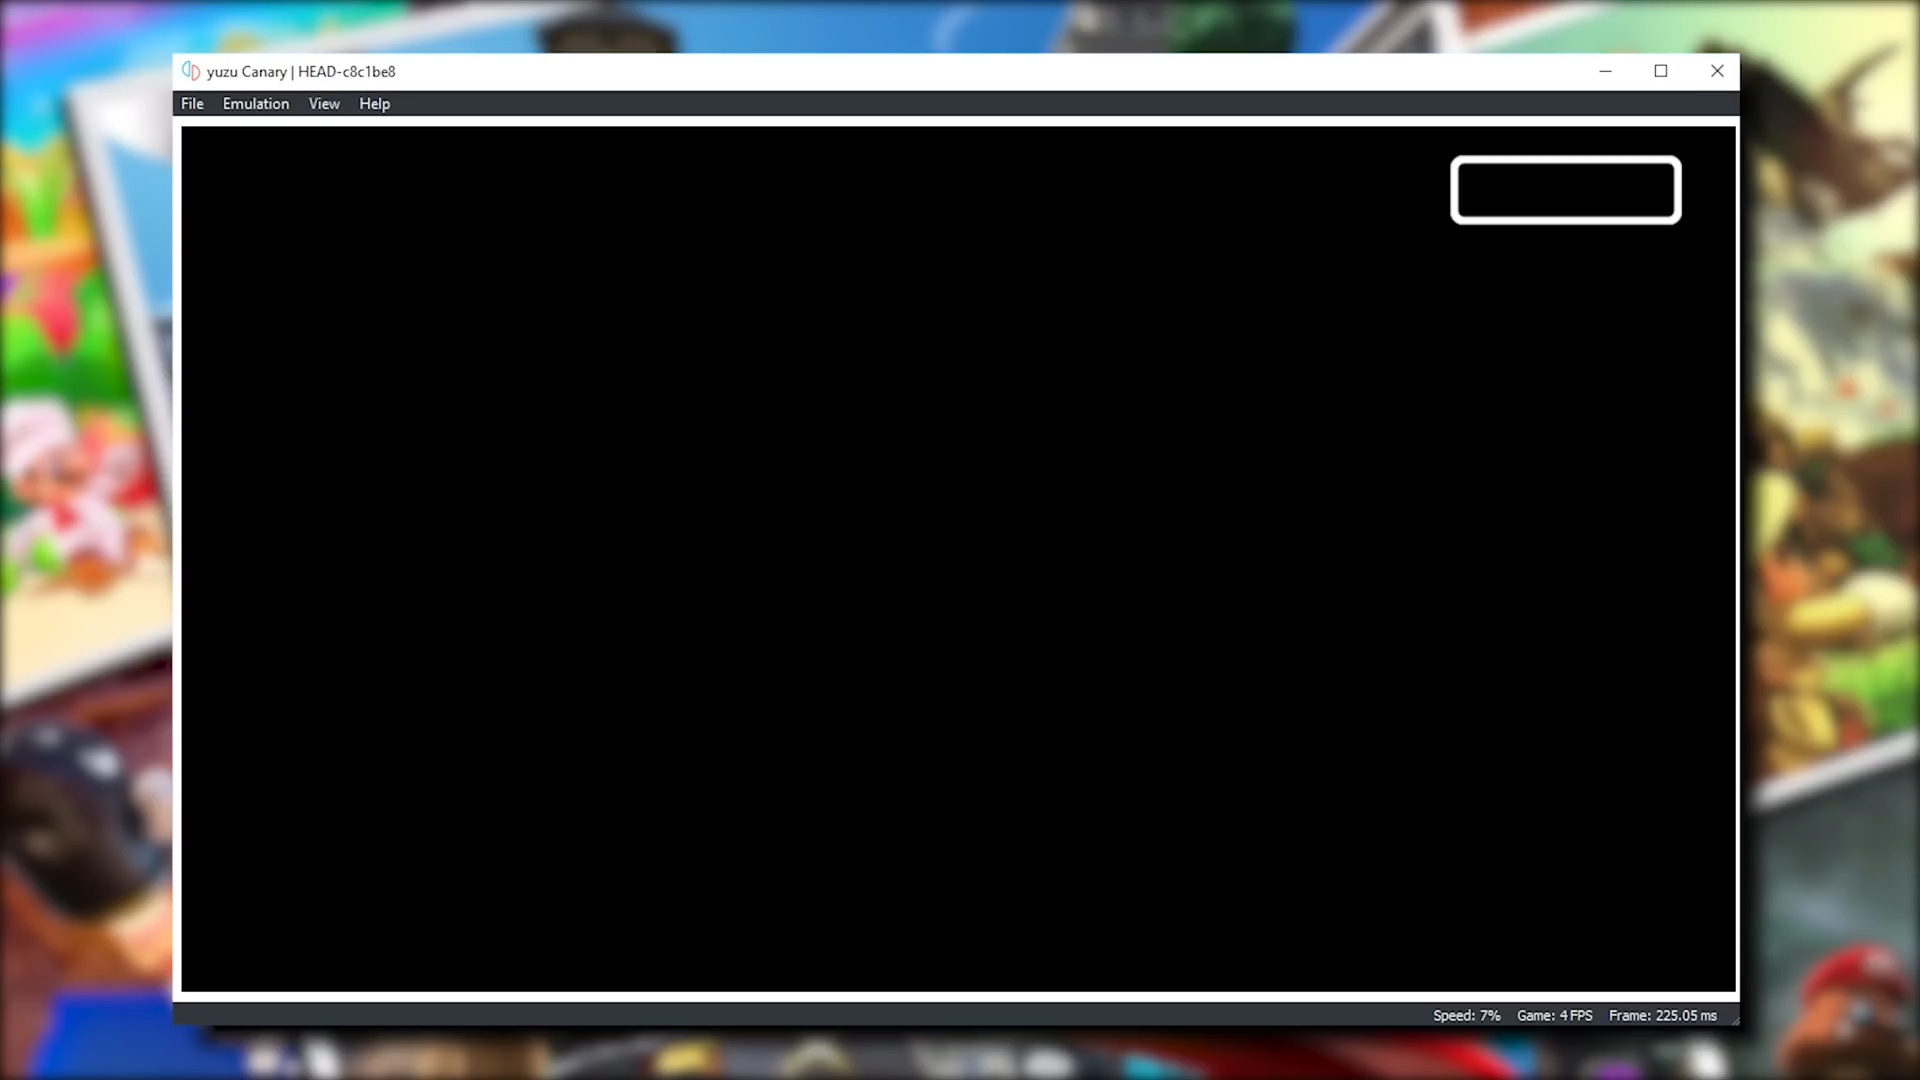 yuzu Canary | HEAD-c8c1be8
File Emulation View Help
Speed: 7% Game: 4 FPS Frame: 225.05 ms